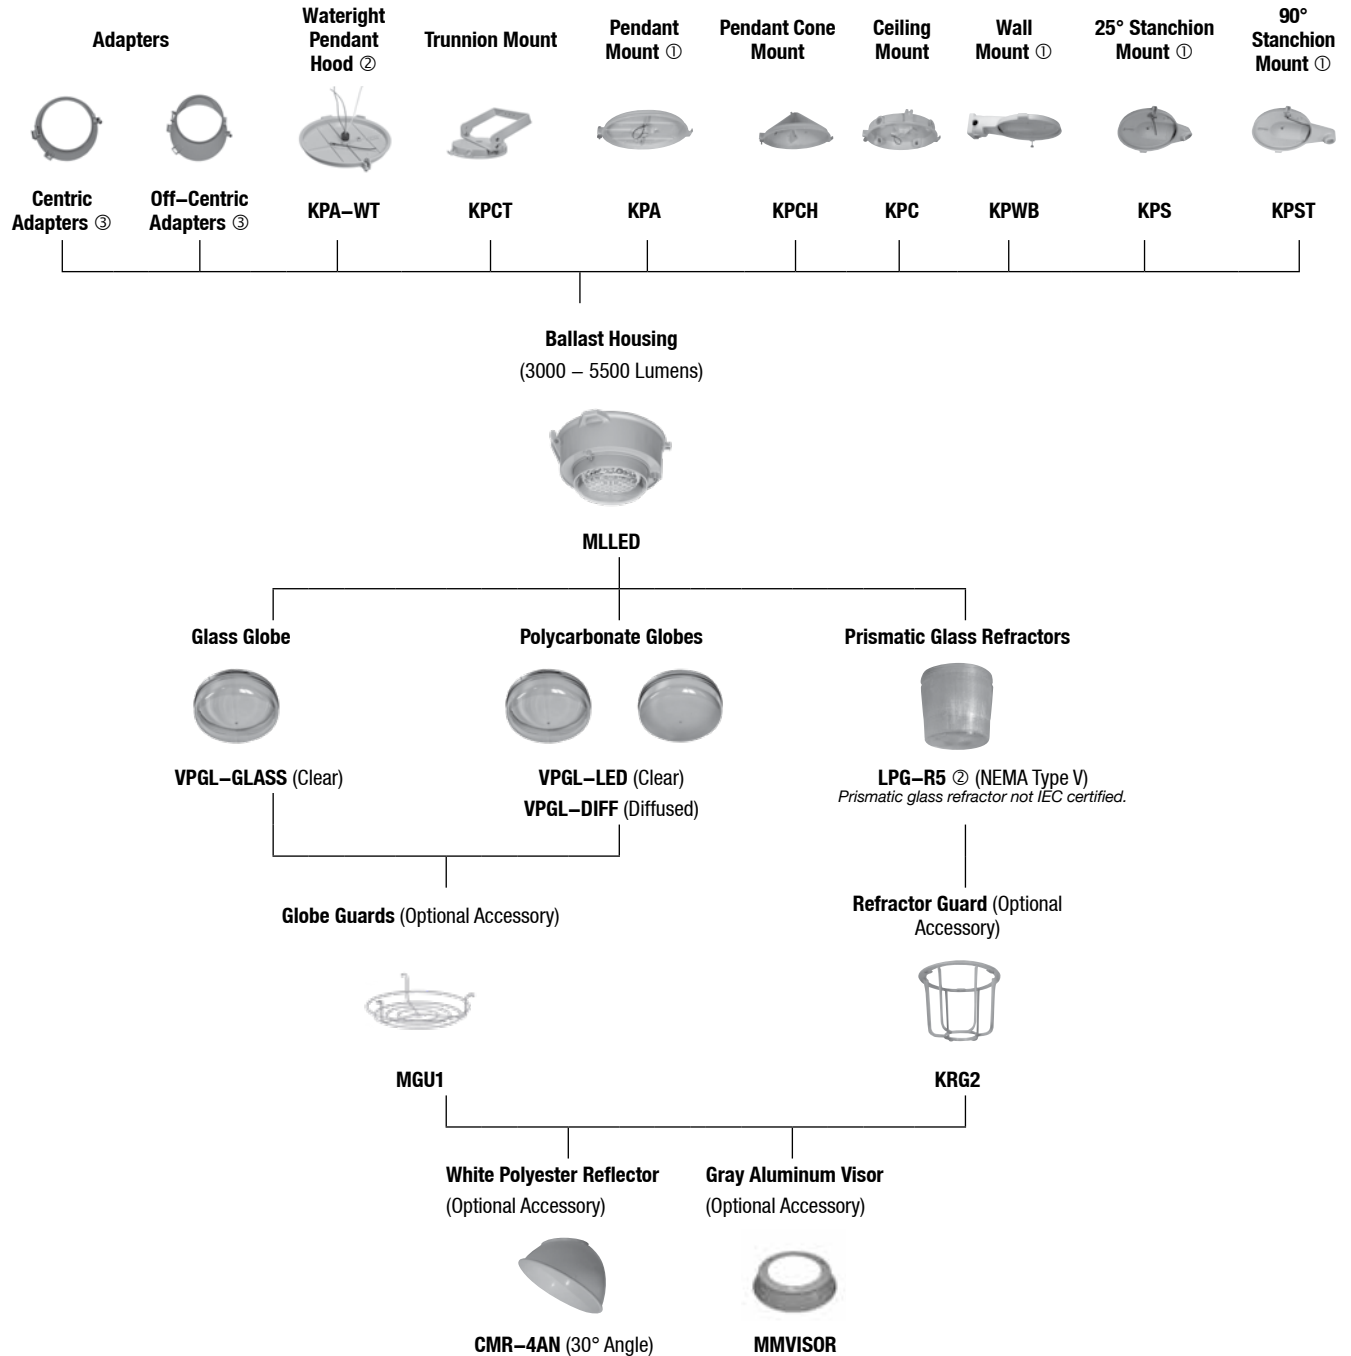 Adapters
Wateright
Pendant
Hood ②
Trunnion Mount
Pendant
Mount ①
Pendant Cone
Mount
Ceiling
Mount
Wall
Mount ①
25° Stanchion
Mount ①
90°
Stanchion
Mount ①
Centric
Adapters ③
Off–Centric
Adapters ③
KPA–WT
KPCT
KPA
KPCH
KPC
KPWB
KPS
KPST
Ballast Housing
(3000 – 5500 Lumens)
MLLED
Glass Globe
Polycarbonate Globes
Prismatic Glass Refractors
VPGL–GLASS (Clear)
VPGL–LED (Clear)
VPGL–DIFF (Diffused)
LPG–R5 ② (NEMA Type V)
Prismatic glass refractor not IEC certified.
Globe Guards (Optional Accessory)
Refractor Guard (Optional
Accessory)
MGU1
KRG2
White Polyester Reflector
(Optional Accessory)
Gray Aluminum Visor
(Optional Accessory)
CMR–4AN (30° Angle)
MMVISOR